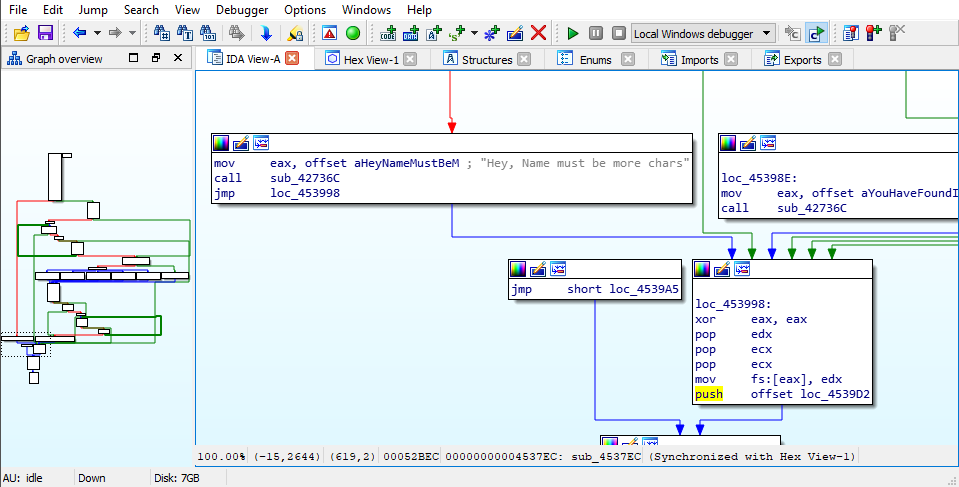 File Edit Jump Search View Debugger Options Windows Help
Local Windows debugger
Graph overview
IDA View-A Hex View-1 Structures Enums Imports Exports
mov eax, offset aHeyNameMustBeM ; "Hey, Name must be more chars"
call sub_42736C
jmp loc_453998
loc_45398E:
mov eax, offset aYouHaveFoundI
call sub_42736C
jmp short loc_4539A5
loc_453998:
xor eax, eax
pop edx
pop ecx
pop ecx
mov fs:[eax], edx
push offset loc_4539D2
100.00% (-15,2644) (619,2) 00052BEC 00000000004537EC: sub_4537EC (Synchronized with Hex View-1)
AU: idle Down Disk: 7GB